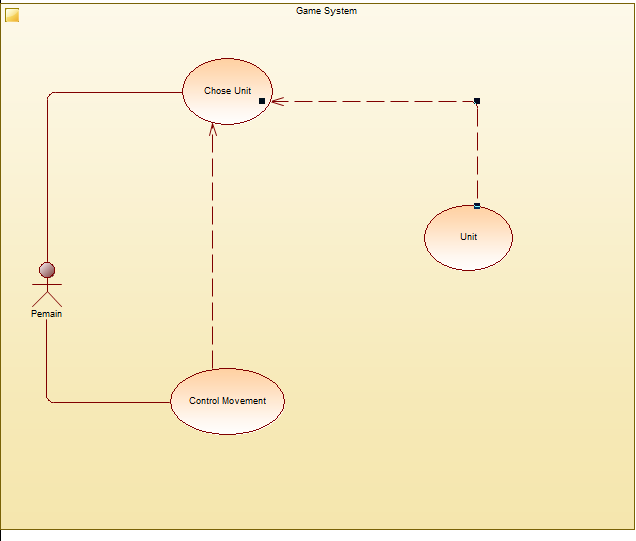 Game System
Chose Unit
Unit
Pemain
Control Movement